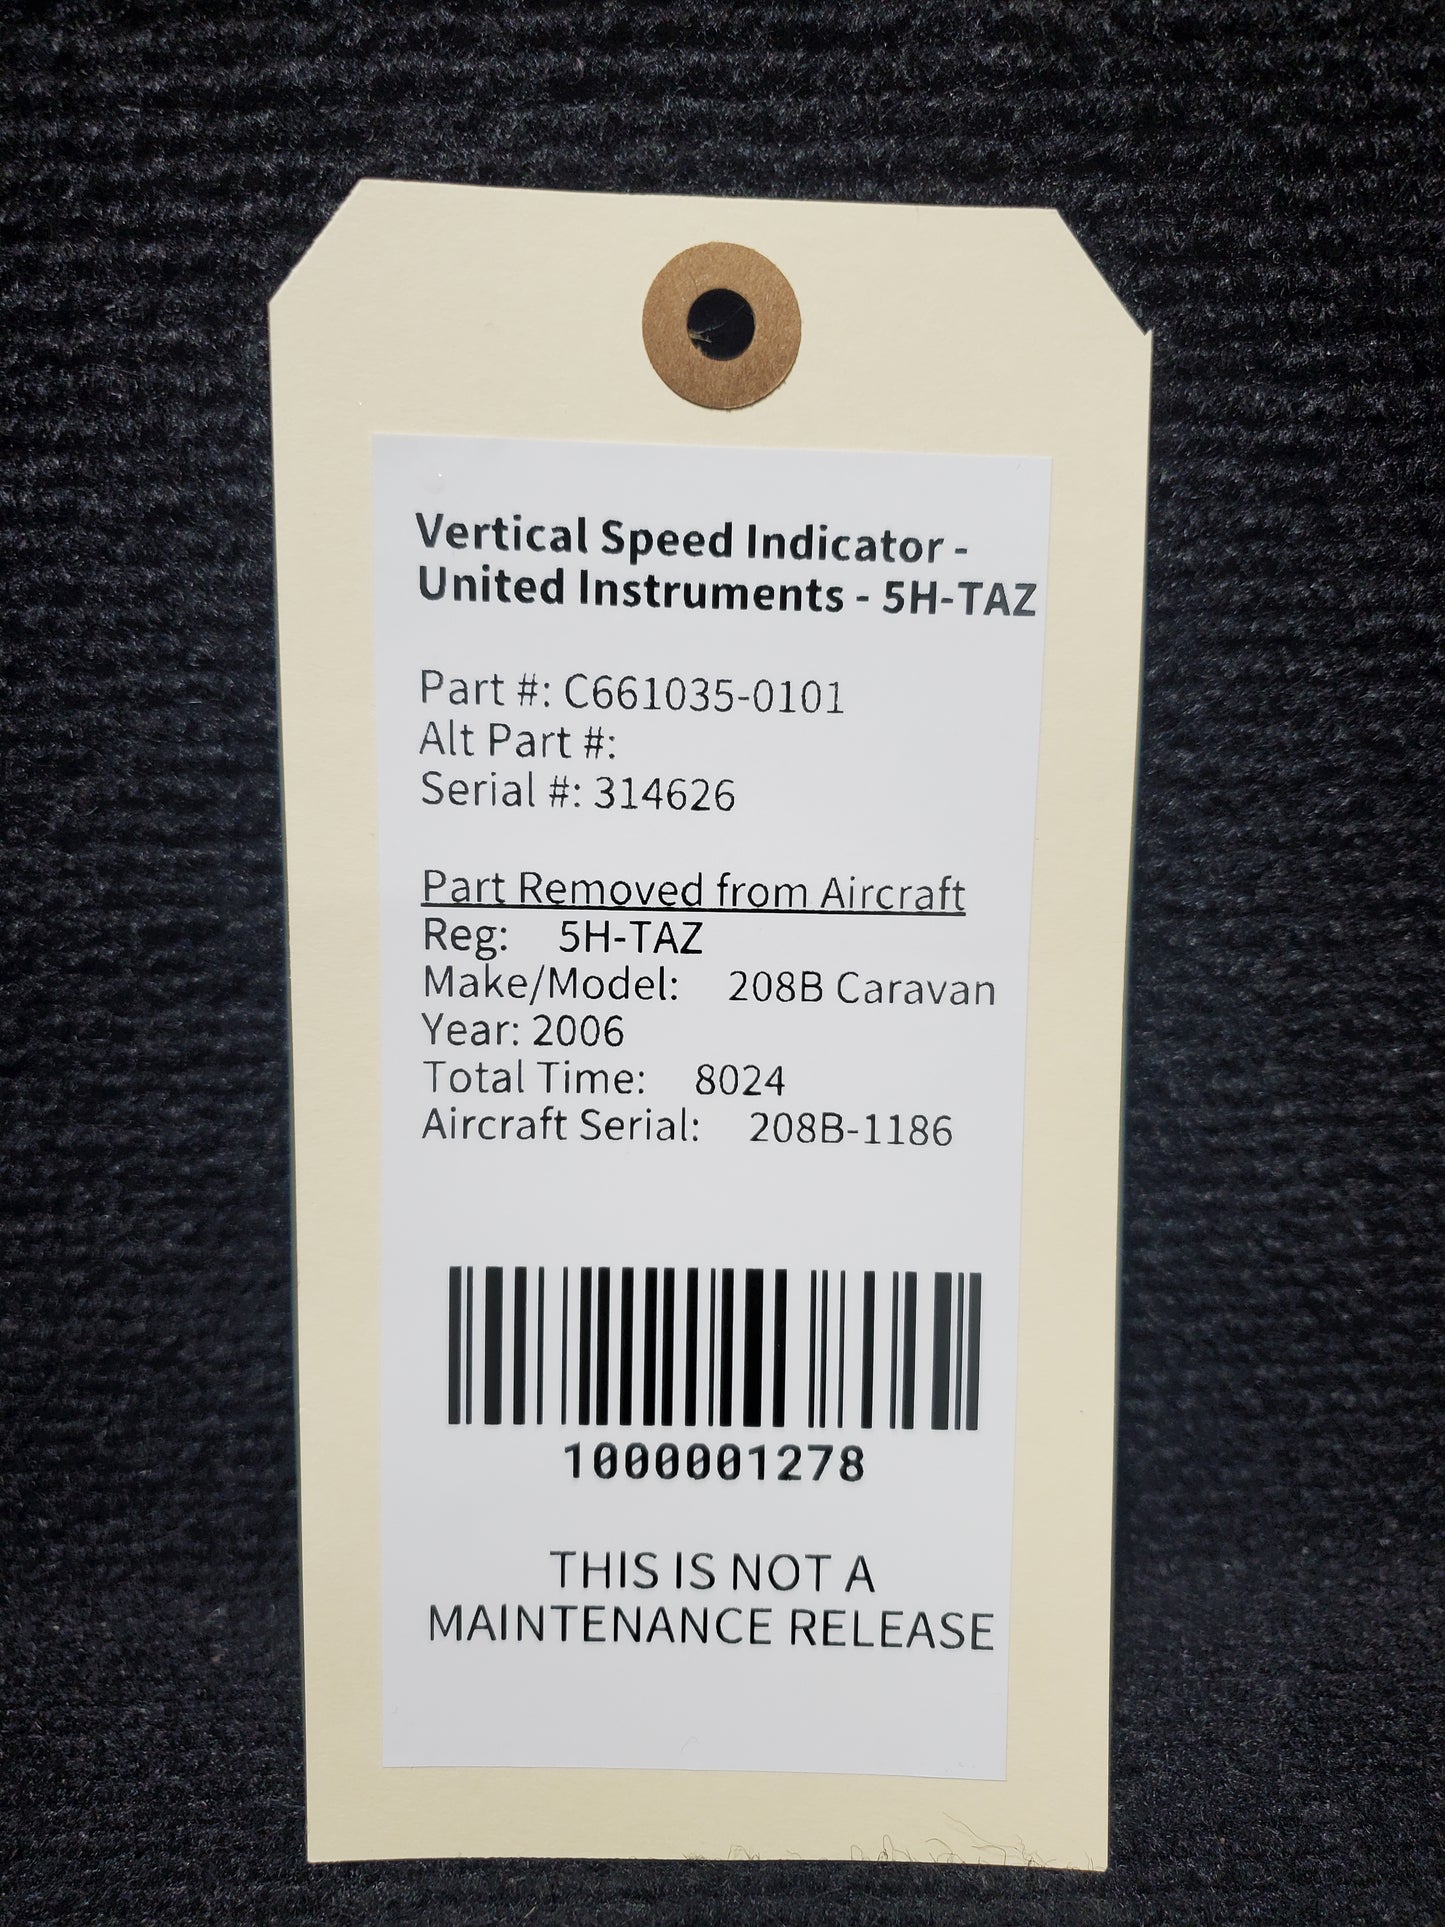 Vertical Speed Indicator -
United Instruments - 5H-TAZ
Part #: C661035-0101
Alt Part #:
Serial #: 314626
Part Removed from Aircraft
Reg: 5H-TAZ
Make/Model: 208B Caravan
Year: 2006
Total Time: 8024
Aircraft Serial: 208B-1186
1000001278
THIS IS NOT A
MAINTENANCE RELEASE